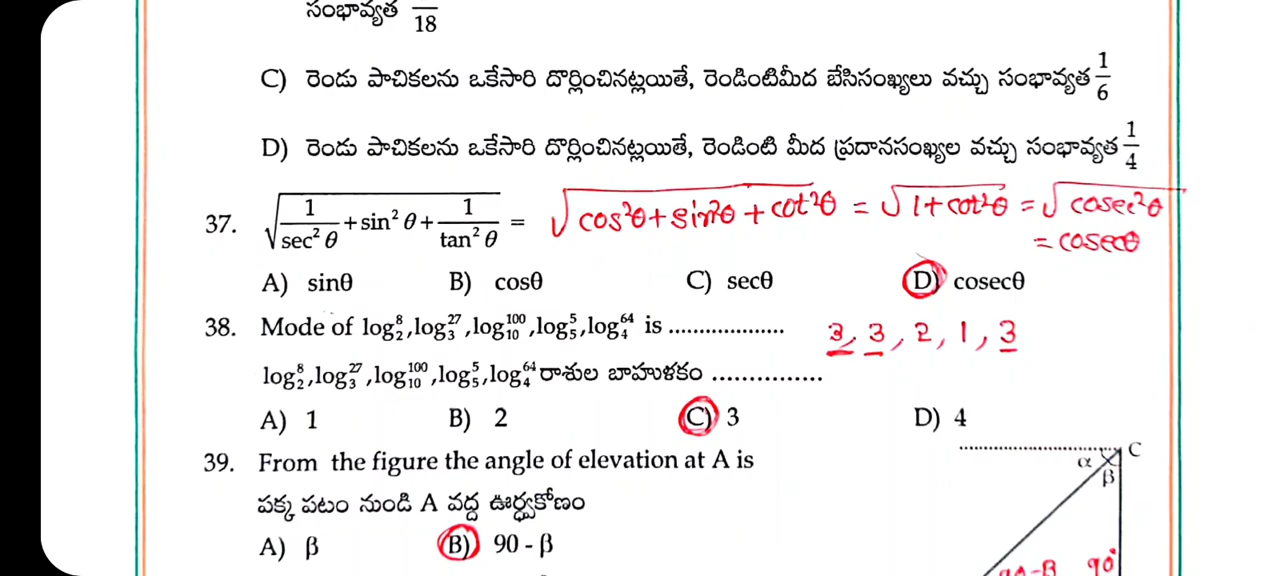 సంభావ్యత 18
C) రెండు పాచికలను ఒకేసారి దొర్లించినట్లయితే, రెండింటిమీద బేసిసంఖ్యలు వచ్చు సంభావ్యత 1/6
D) రెండు పాచికలను ఒకేసారి దొర్లించినట్లయితే, రెండింటి మీద ప్రదానసంఖ్యల వచ్చు సంభావ్యత 1/4
37. √(1/sec²θ + sin²θ + 1/tan²θ) = √(cos²θ + sin²θ + cot²θ) = √(1+cot²θ) = √(cosec²θ)
= cosecθ
A) sinθ B) cosθ C) secθ D) cosecθ
38. Mode of log₂⁸, log₃²⁷, log₁₀¹⁰⁰, log₅⁵, log₄⁶⁴ is ................... 3, 3, 2, 1, 3
log₂⁸, log₃²⁷, log₁₀¹⁰⁰, log₅⁵, log₄⁶⁴ రాశుల బాహుళకం ...............
A) 1 B) 2 C) 3 D) 4
39. From the figure the angle of elevation at A is
పక్క పటం నుండి A వద్ద ఊర్ధ్వకోణం
A) β B) 90 - β
C
α
β
90-β 90°